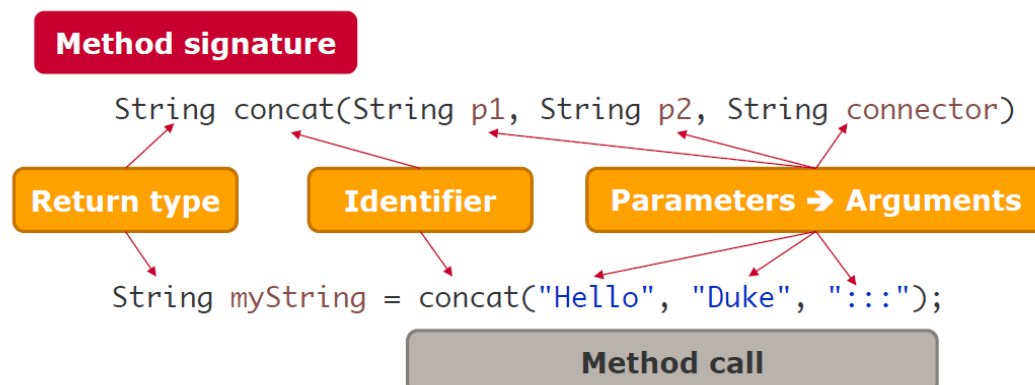 Method signature
String concat(String p1, String p2, String connector)
Return type
Identifier
Parameters ➔ Arguments
String myString = concat("Hello", "Duke", ":::");
Method call